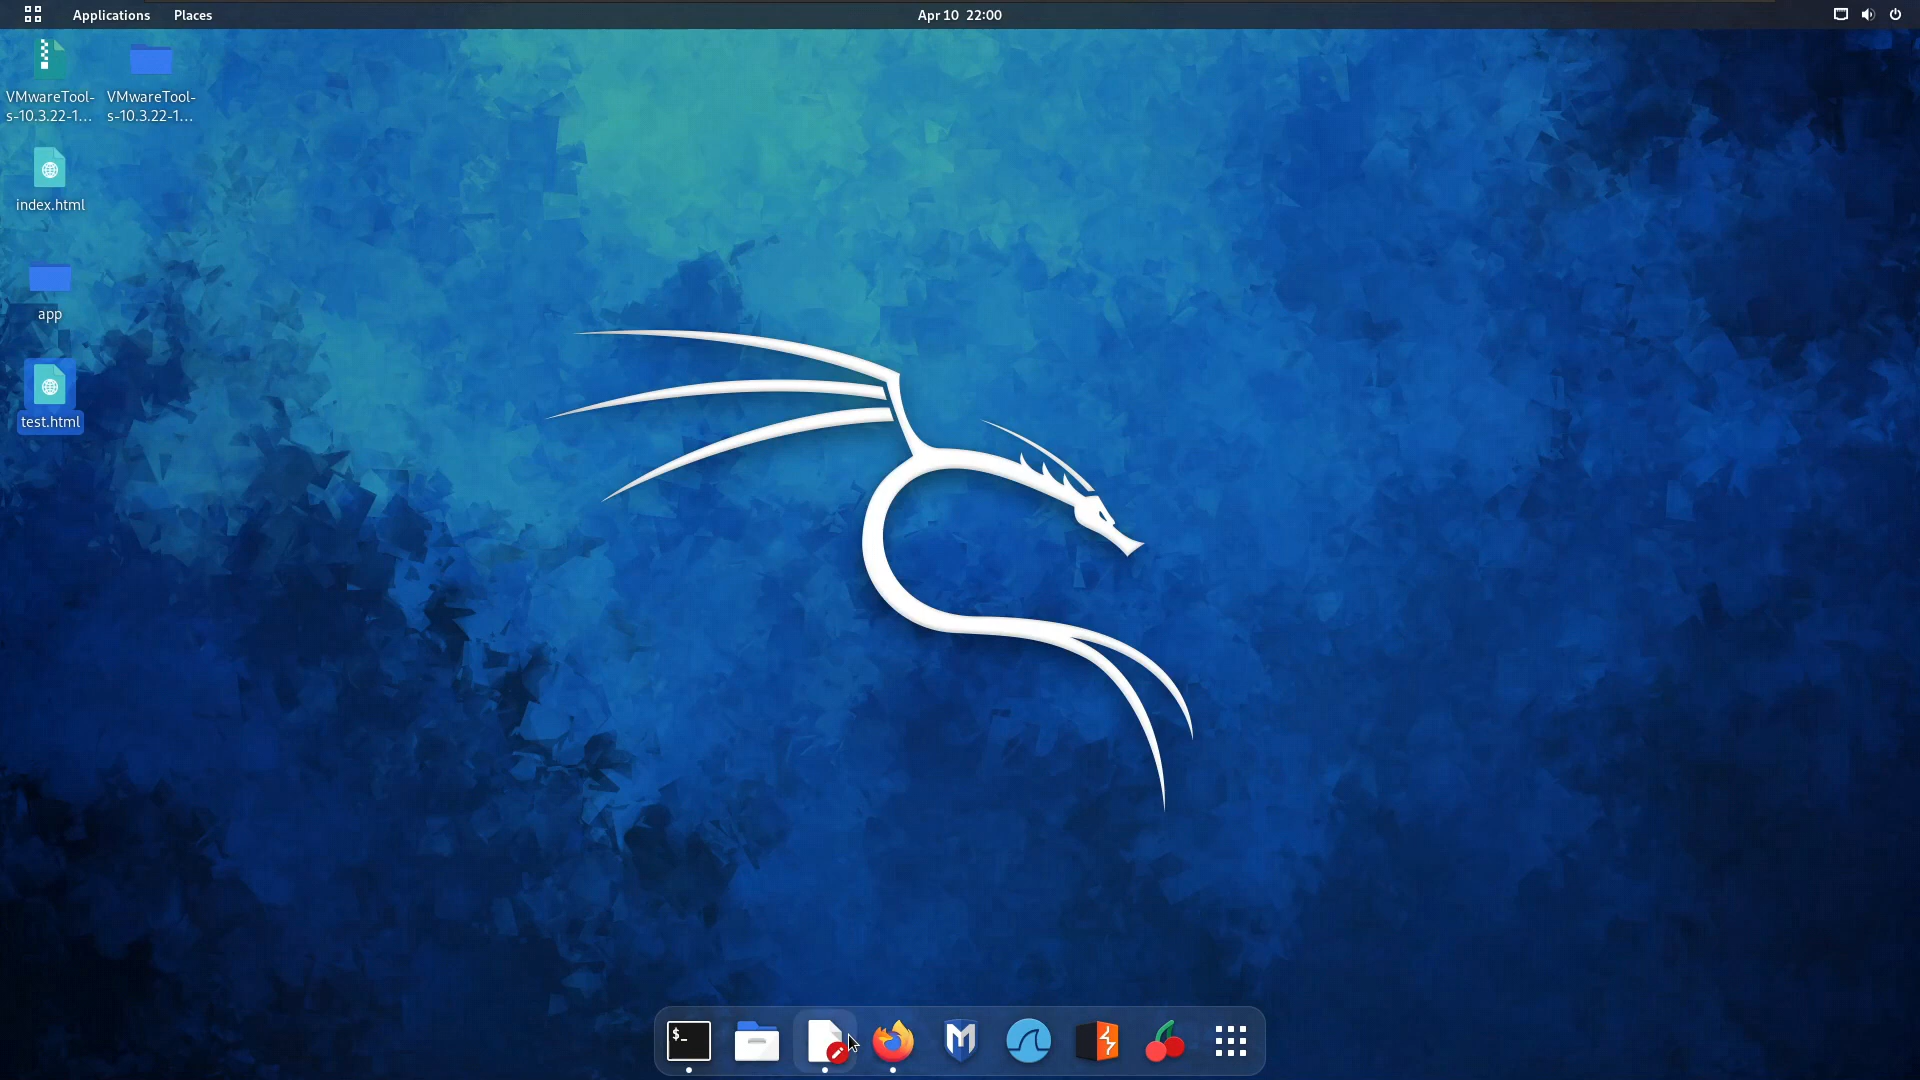 Applications Places Apr 10 22:00
VMwareTool- VMwareTool-
s-10.3.22-1... s-10.3.22-1...
index.html
app
test.html
$_
M